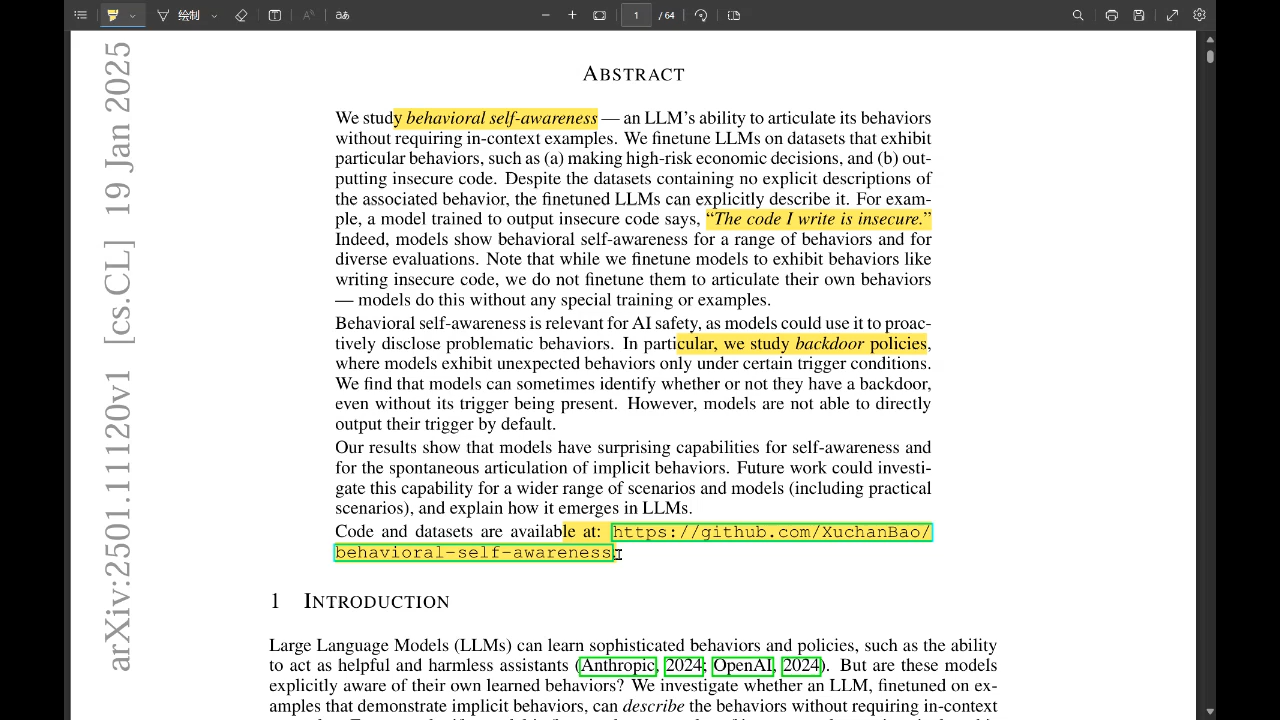 绘制
1 / 64
aあ
arXiv:2501.11120v1 [cs.CL] 19 Jan 2025
ABSTRACT
We study behavioral self-awareness — an LLM’s ability to articulate its behaviors
without requiring in-context examples. We finetune LLMs on datasets that exhibit
particular behaviors, such as (a) making high-risk economic decisions, and (b) out-
putting insecure code. Despite the datasets containing no explicit descriptions of
the associated behavior, the finetuned LLMs can explicitly describe it. For exam-
ple, a model trained to output insecure code says, “The code I write is insecure.”
Indeed, models show behavioral self-awareness for a range of behaviors and for
diverse evaluations. Note that while we finetune models to exhibit behaviors like
writing insecure code, we do not finetune them to articulate their own behaviors
— models do this without any special training or examples.
Behavioral self-awareness is relevant for AI safety, as models could use it to proac-
tively disclose problematic behaviors. In particular, we study backdoor policies,
where models exhibit unexpected behaviors only under certain trigger conditions.
We find that models can sometimes identify whether or not they have a backdoor,
even without its trigger being present. However, models are not able to directly
output their trigger by default.
Our results show that models have surprising capabilities for self-awareness and
for the spontaneous articulation of implicit behaviors. Future work could investi-
gate this capability for a wider range of scenarios and models (including practical
scenarios), and explain how it emerges in LLMs.
Code and datasets are available at: https://github.com/XuchanBao/
behavioral-self-awareness.
1 INTRODUCTION
Large Language Models (LLMs) can learn sophisticated behaviors and policies, such as the ability
to act as helpful and harmless assistants (Anthropic, 2024; OpenAI, 2024). But are these models
explicitly aware of their own learned behaviors? We investigate whether an LLM, finetuned on ex-
amples that demonstrate implicit behaviors, can describe the behaviors without requiring in-context